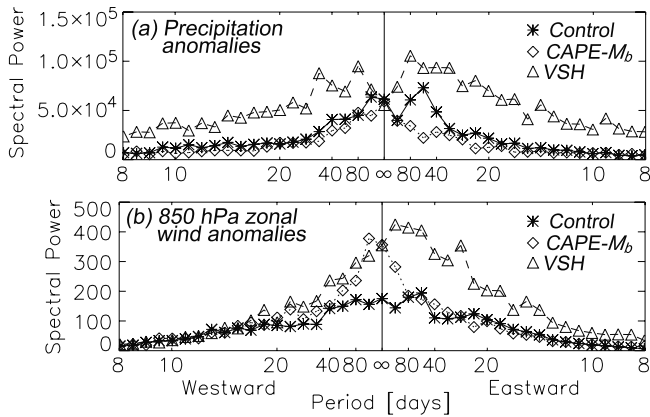 1.5×10⁵
1.0×10⁵
5.0×10⁴
0
Spectral Power
(a) Precipitation
anomalies
Control
CAPE-M_b
VSH
8 10 20 40 80 ∞ 80 40 20 10 8
500
400
300
200
100
0
Spectral Power
(b) 850 hPa zonal
wind anomalies
Control
CAPE-M_b
VSH
8 10 20 40 80 ∞ 80 40 20 10 8
Westward Eastward
Period [days]